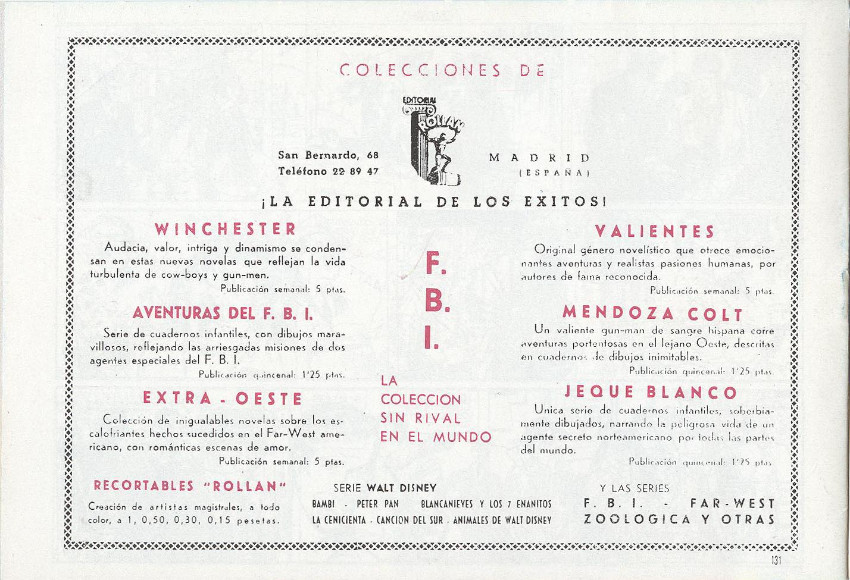 COLECCIONES DE
EDITORIAL
ROLLAN
San Bernardo, 68
Teléfono 22 89 47
MADRID
(ESPAÑA)
¡LA EDITORIAL DE LOS EXITOS!
WINCHESTER
Audacia, valor, intriga y dinamismo se conden-
san en estas nuevas novelas que reflejan la vida
turbulenta de cow-boys y gun-men.
Publicación semanal: 5 ptas.
AVENTURAS DEL F. B. I.
Serie de cuadernos infantiles, con dibujos mara-
villosos, reflejando las arriesgadas misiones de dos
agentes especiales del F. B. I.
Publicación quincenal: 1'25 ptas.
EXTRA - OESTE
Colección de inigualables novelas sobre los es-
calofriantes hechos sucedidos en el Far-West ame-
ricano, con románticas escenas de amor.
Publicación semanal: 5 ptas.
RECORTABLES "ROLLAN"
Creación de artistas magistrales, a todo
color, a 1, 0,50, 0,30, 0,15 pesetas.
F.
B.
I.
LA
COLECCION
SIN RIVAL
EN EL MUNDO
SERIE WALT DISNEY
BAMBI - PETER PAN BLANCANIEVES Y LOS 7 ENANITOS
LA CENICIENTA - CANCION DEL SUR - ANIMALES DE WALT DISNEY
VALIENTES
Original género novelístico que ofrece emocio-
nantes aventuras y realistas pasiones humanas, por
autores de fama reconocida.
Publicación semanal: 5 ptas.
MENDOZA COLT
Un valiente gun-man de sangre hispana corre
aventuras portentosas en el lejano Oeste, descritas
en cuadernos de dibujos inimitables.
Publicación quincenal: 1'25 ptas.
JEQUE BLANCO
Unica serie de cuadernos infantiles, soberbia-
mente dibujados, narrando la peligrosa vida de un
agente secreto norteamericano por todas las partes
del mundo.
Publicación quincenal: 1'25 ptas.
Y LAS SERIES
F. B. I. - FAR-WEST
ZOOLOGICA Y OTRAS
131